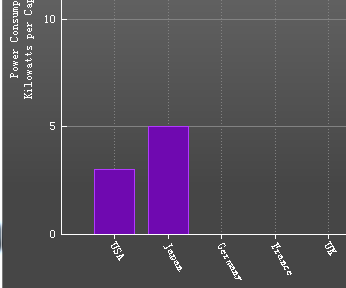 Power Consump
Kilowatts per Cap
10
5
0
USA
Japan
Germany
France
UK